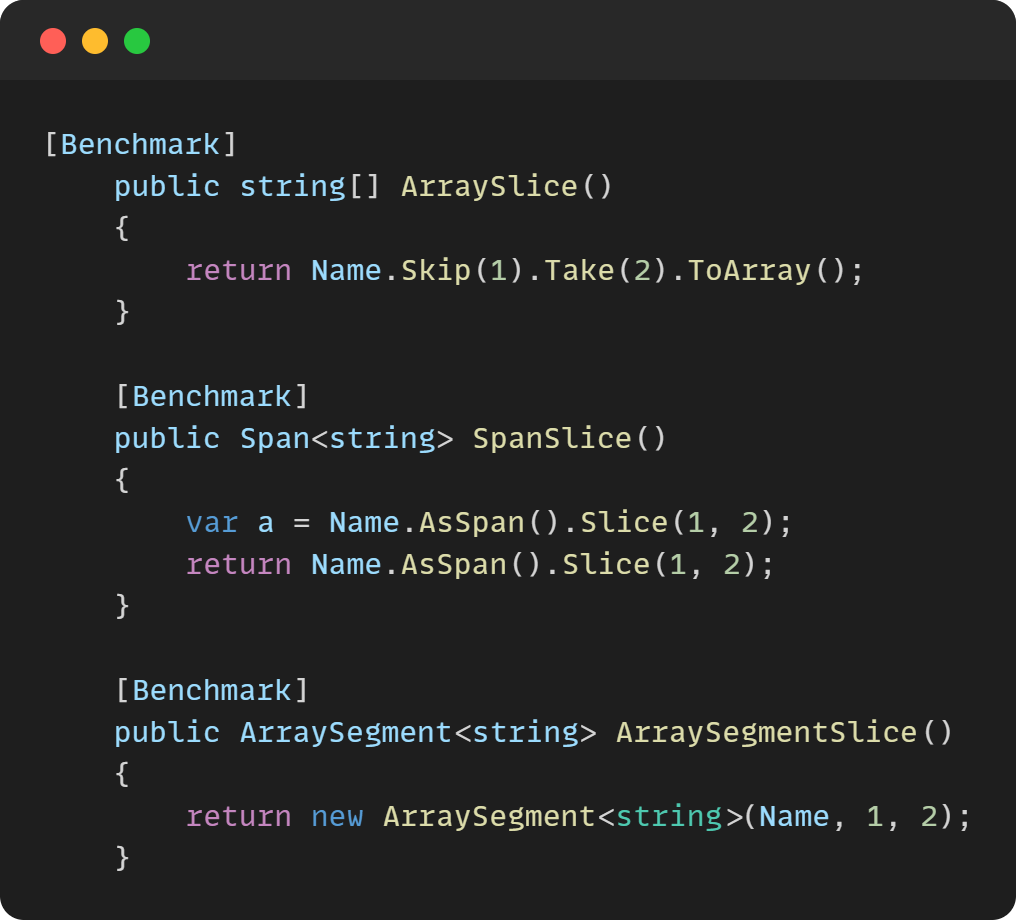 [Benchmark]
    public string[] ArraySlice()
    {
        return Name.Skip(1).Take(2).ToArray();
    }

    [Benchmark]
    public Span<string> SpanSlice()
    {
        var a = Name.AsSpan().Slice(1, 2);
        return Name.AsSpan().Slice(1, 2);
    }

    [Benchmark]
    public ArraySegment<string> ArraySegmentSlice()
    {
        return new ArraySegment<string>(Name, 1, 2);
    }